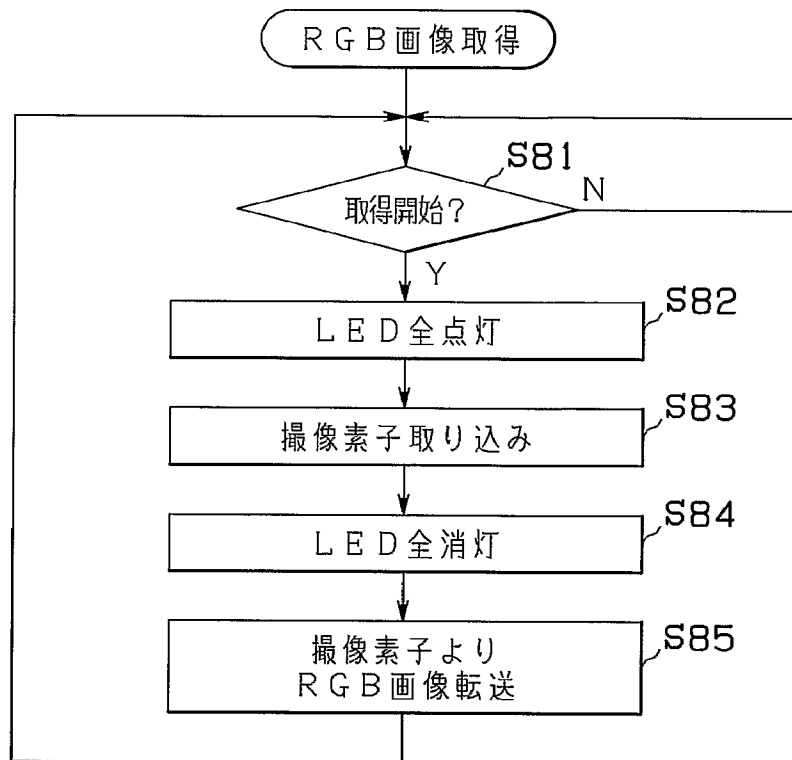 RGB画像取得
S81
取得開始?
N
Y
S82
LED全点灯
S83
撮像素子取り込み
S84
LED全消灯
S85
撮像素子より
RGB画像転送